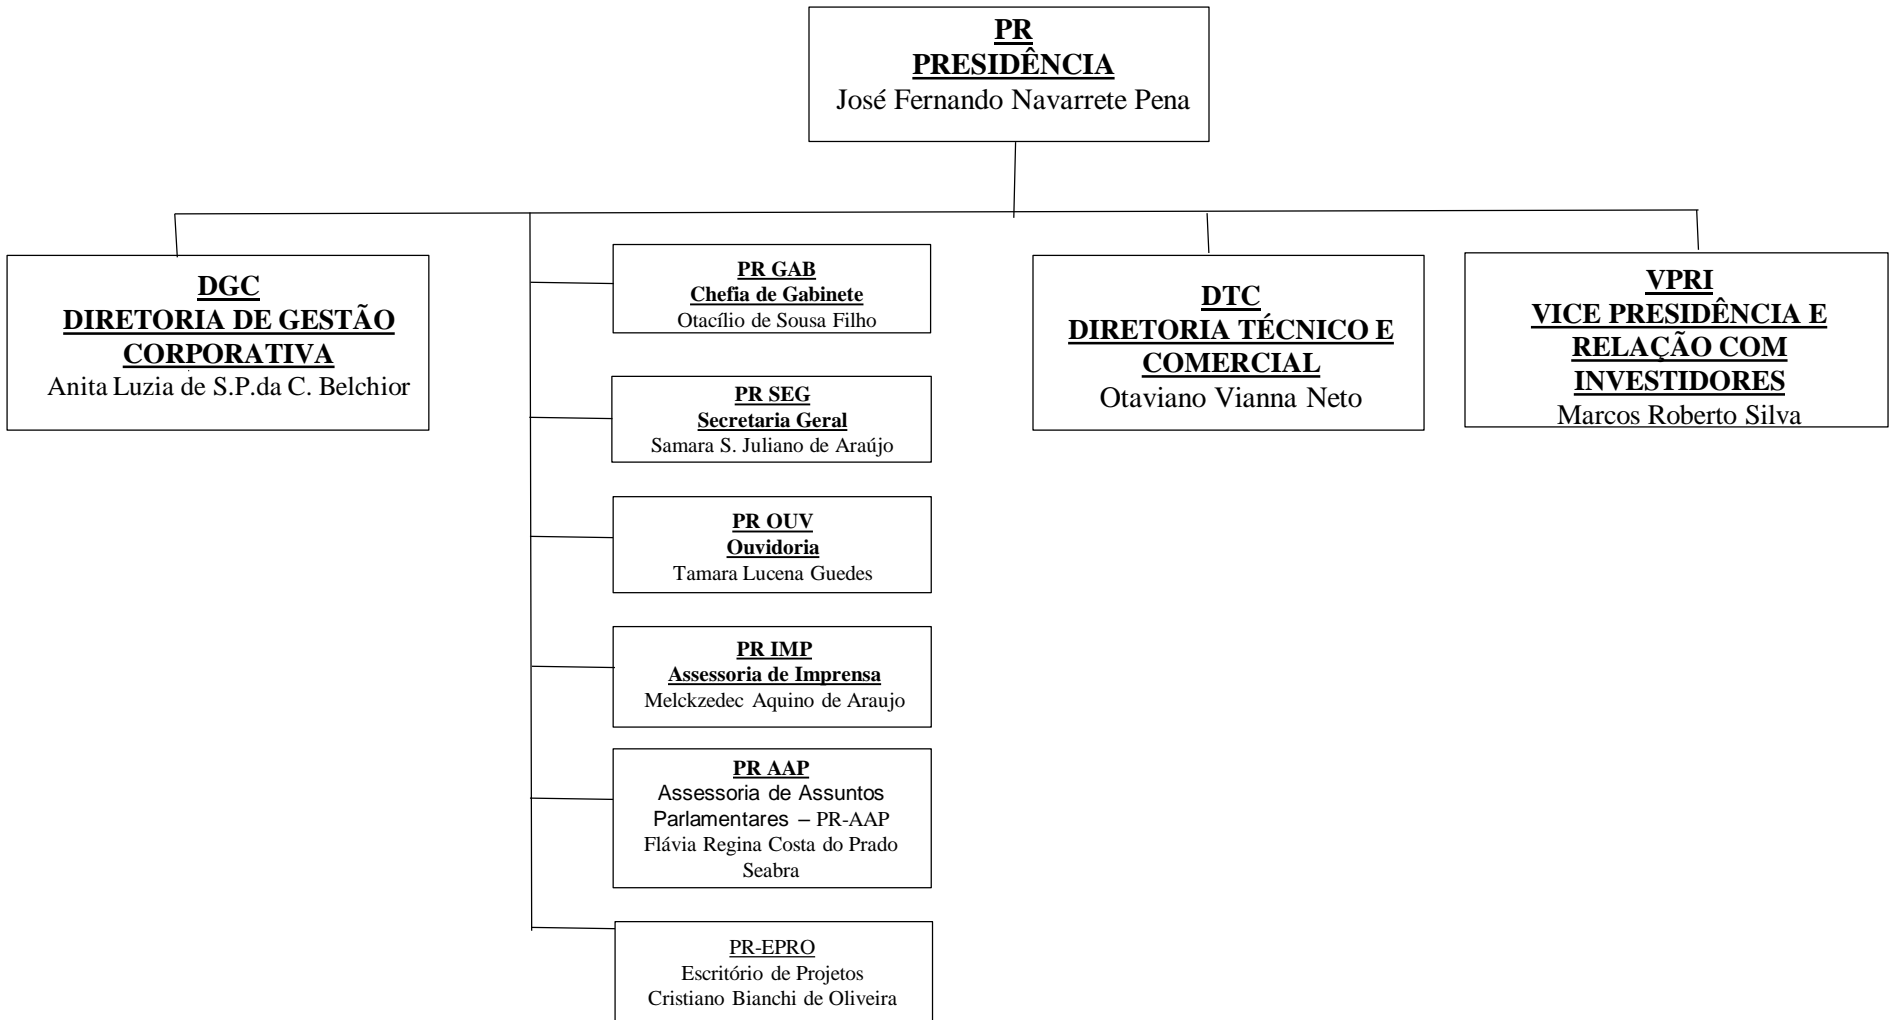 PR
PRESIDÊNCIA
José Fernando Navarrete Pena
DGC
DIRETORIA DE GESTÃO
CORPORATIVA
Anita Luzia de S.P.da C. Belchior
PR GAB
Chefia de Gabinete
Otacílio de Sousa Filho
PR SEG
Secretaria Geral
Samara S. Juliano de Araújo
PR OUV
Ouvidoria
Tamara Lucena Guedes
PR IMP
Assessoria de Imprensa
Melckzedec Aquino de Araujo
PR AAP
Assessoria de Assuntos
Parlamentares – PR-AAP
Flávia Regina Costa do Prado
Seabra
PR-EPRO
Escritório de Projetos
Cristiano Bianchi de Oliveira
DTC
DIRETORIA TÉCNICO E
COMERCIAL
Otaviano Vianna Neto
VPRI
VICE PRESIDÊNCIA E
RELAÇÃO COM
INVESTIDORES
Marcos Roberto Silva